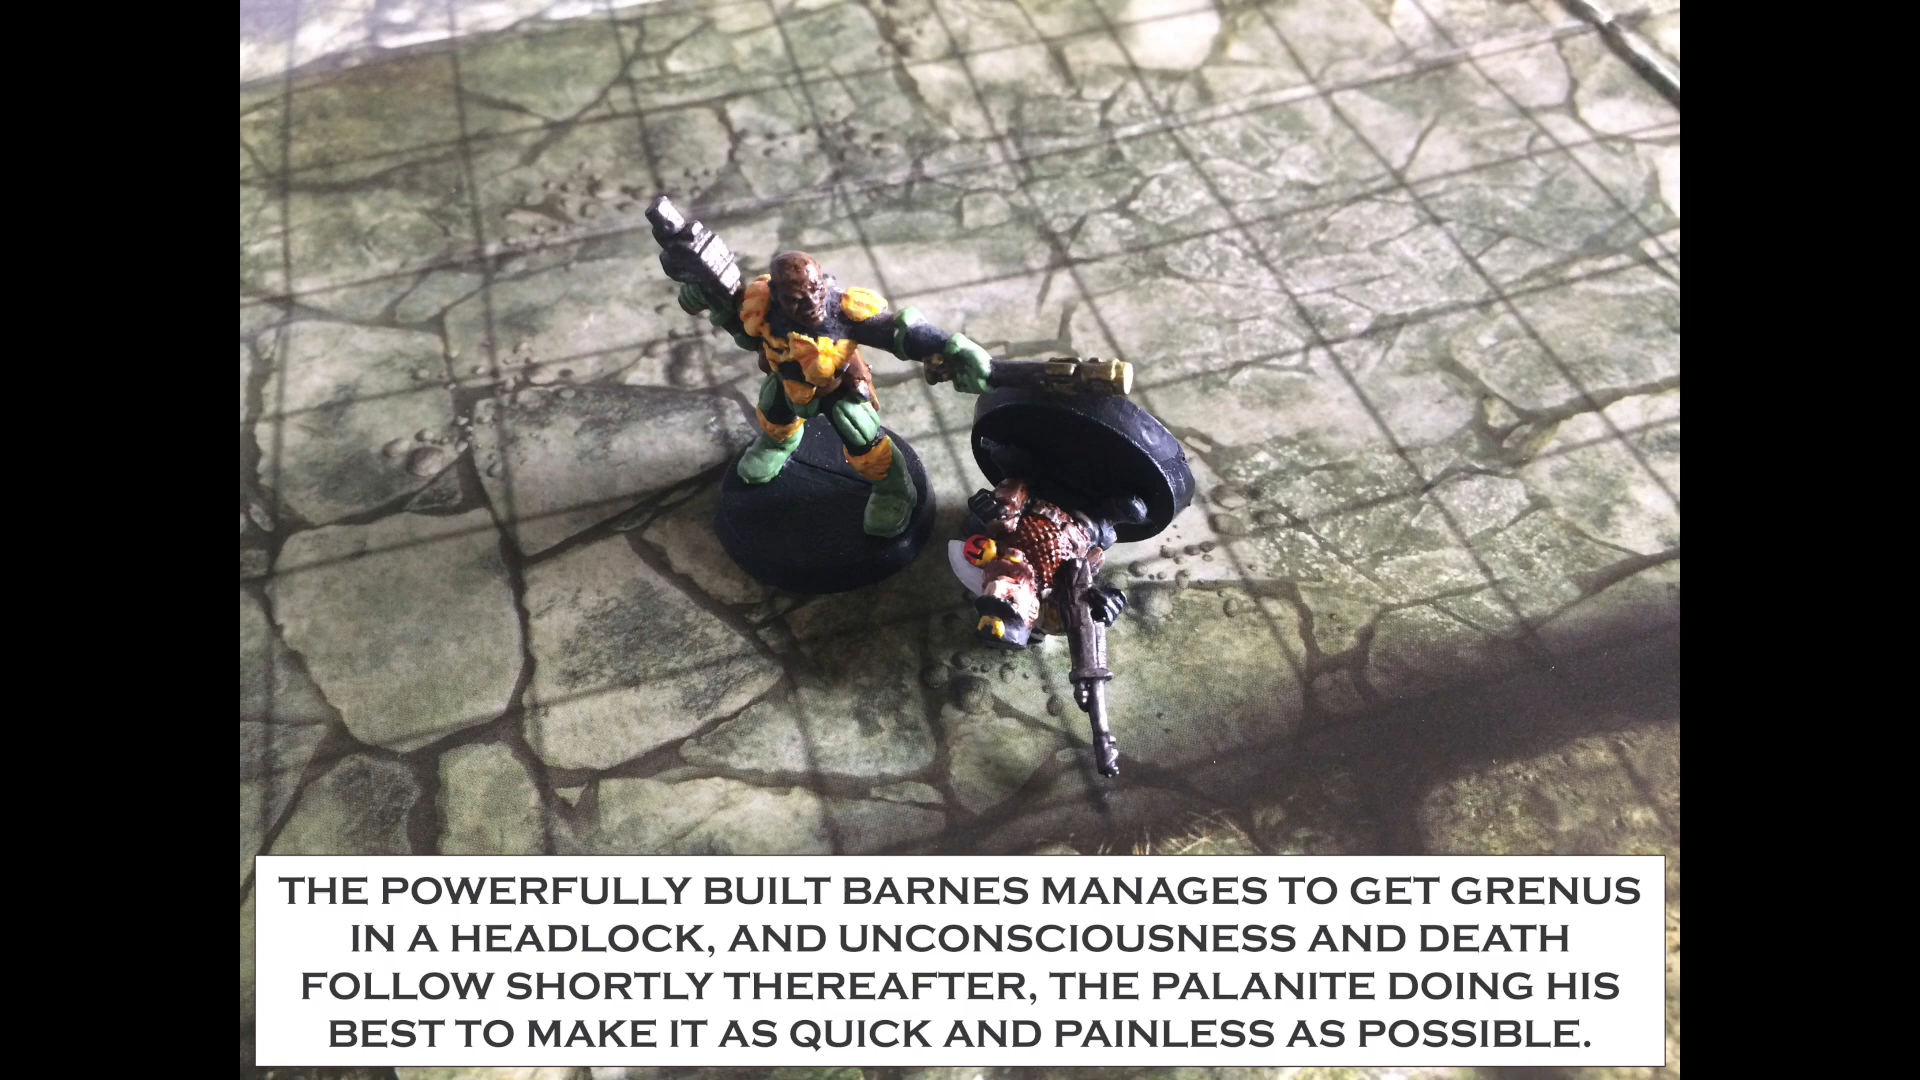 THE POWERFULLY BUILT BARNES MANAGES TO GET GRENUS
IN A HEADLOCK, AND UNCONSCIOUSNESS AND DEATH
FOLLOW SHORTLY THEREAFTER, THE PALANITE DOING HIS
BEST TO MAKE IT AS QUICK AND PAINLESS AS POSSIBLE.